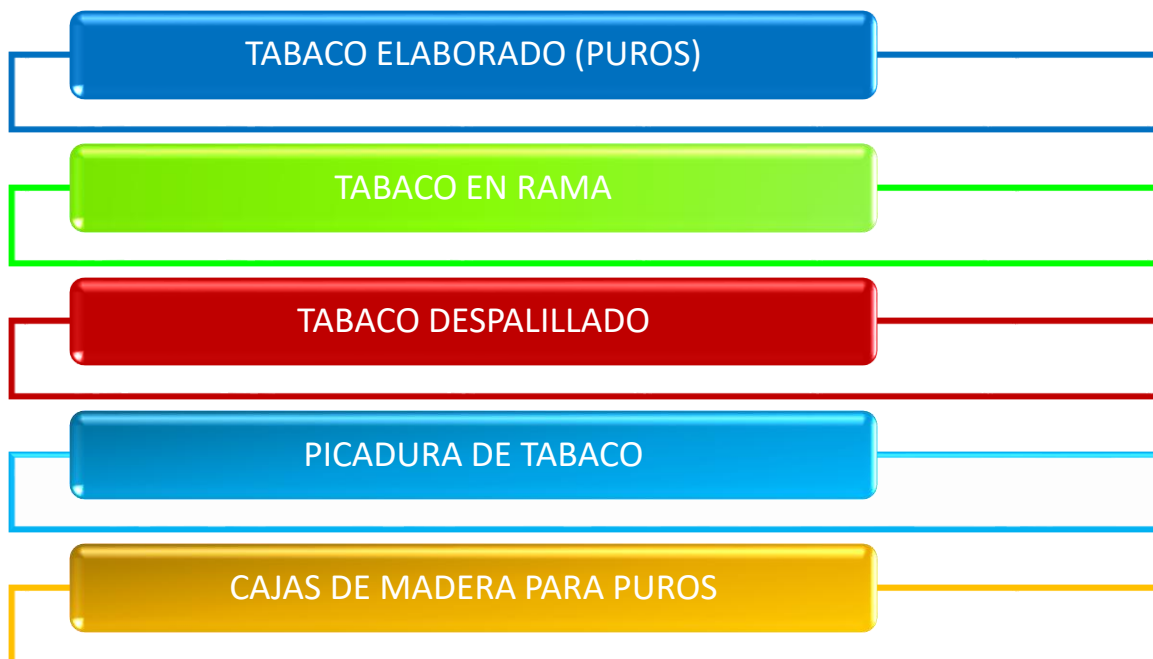 TABACO ELABORADO (PUROS)
TABACO EN RAMA
TABACO DESPALILLADO
PICADURA DE TABACO
CAJAS DE MADERA PARA PUROS